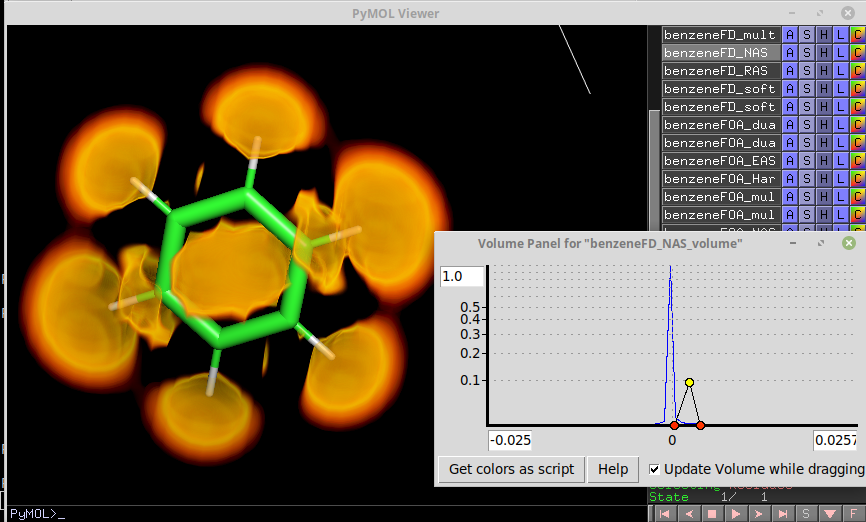 PyMOL Viewer
benzeneFD_mult A S H L C
benzeneFD_NAS A S H L C
benzeneFD_RAS A S H L C
benzeneFD_soft A S H L C
benzeneFD_soft A S H L C
benzeneFOA_dua A S H L C
benzeneFOA_dua A S H L C
benzeneFOA_EAS A S H L C
benzeneFOA_Har A S H L C
benzeneFOA_mul A S H L C
benzeneFOA_mul A S H L C
Volume Panel for "benzeneFD_NAS_volume"
1.0
0.5
0.4
0.3
0.2
0.1
-0.025 0 0.0257
Get colors as script Help Update Volume while dragging
State 1/ 1
PyMOL>_ S F